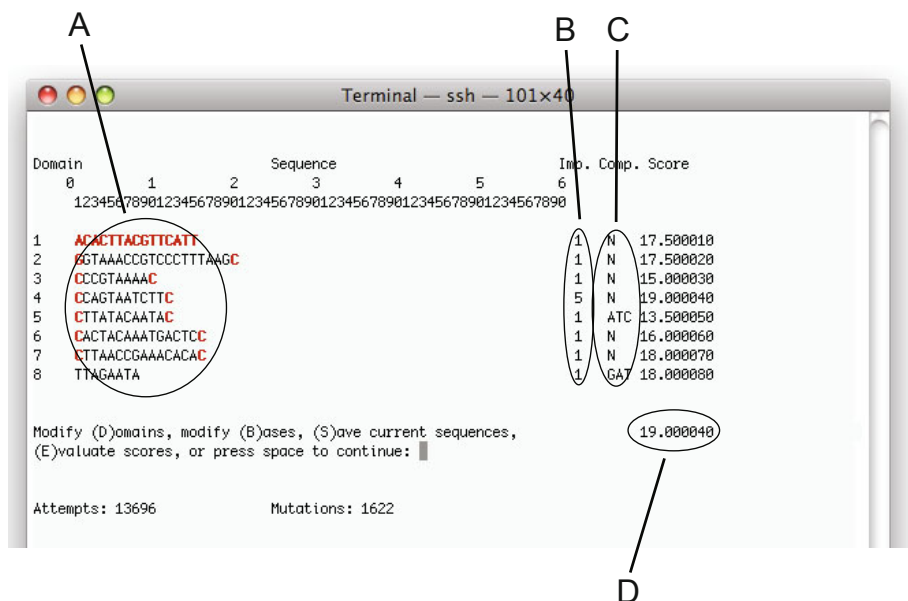 A
B C
Terminal — ssh — 101×40
Domain Sequence Imp. Comp. Score
0 1 2 3 4 5 6
123456789012345678901234567890123456789012345678901234567890
1 ACACTTACGTTCATT 1 N 17.500010
2 GGTAAACCGTCCCTTTAAGC 1 N 17.500020
3 CCCGTAAAAC 1 N 15.000030
4 CCAGTAATCTTC 5 N 19.000040
5 CTTATACAATAC 1 ATC 13.500050
6 CACTACAAATGACTCC 1 N 16.000060
7 CTTAACCGAAACACAC 1 N 18.000070
8 TTAGAATA 1 GAT 18.000080
Modify (D)omains, modify (B)ases, (S)ave current sequences, 19.000040
(E)valuate scores, or press space to continue:
Attempts: 13696 Mutations: 1622
D